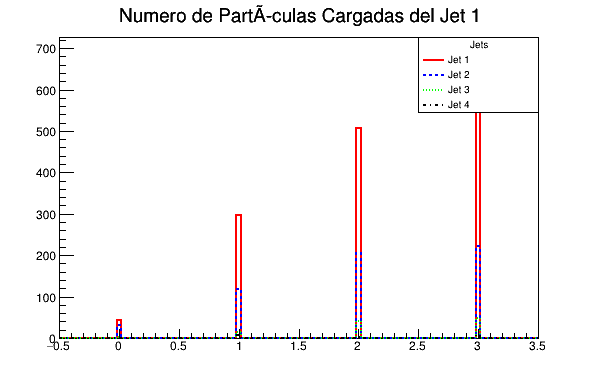 Numero de PartÃ-culas Cargadas del Jet 1
Jets
Jet 1
Jet 2
Jet 3
Jet 4
700
600
500
400
300
200
100
0
−0.5 0 0.5 1 1.5 2 2.5 3 3.5